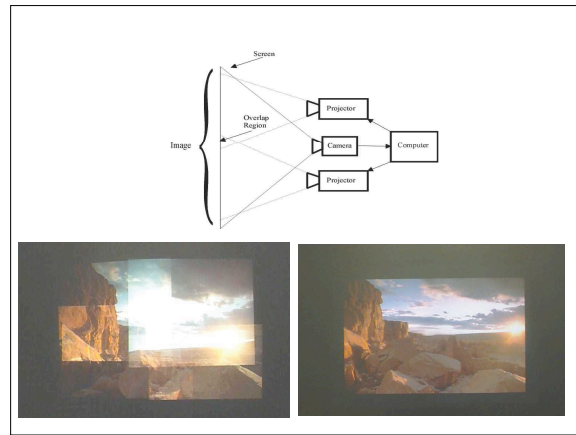 Screen
Projector
Overlap
Region
Image
Camera
Computer
Projector